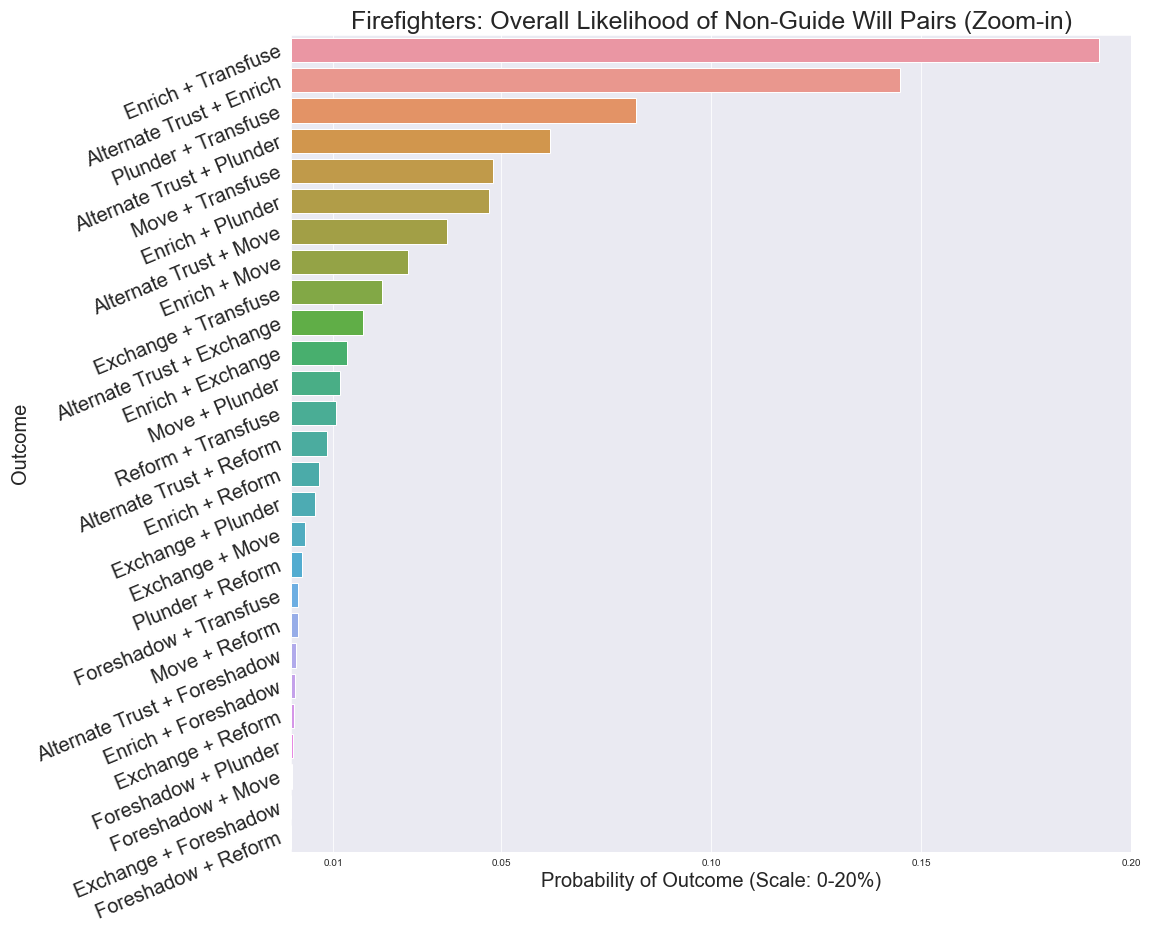 Firefighters: Overall Likelihood of Non-Guide Will Pairs (Zoom-in)
Enrich + Transfuse
Alternate Trust + Enrich
Plunder + Transfuse
Alternate Trust + Plunder
Move + Transfuse
Enrich + Plunder
Alternate Trust + Move
Enrich + Move
Exchange + Transfuse
Alternate Trust + Exchange
Enrich + Exchange
Move + Plunder
Reform + Transfuse
Alternate Trust + Reform
Enrich + Reform
Exchange + Plunder
Exchange + Move
Plunder + Reform
Foreshadow + Transfuse
Move + Reform
Alternate Trust + Foreshadow
Enrich + Foreshadow
Exchange + Reform
Foreshadow + Plunder
Foreshadow + Move
Exchange + Foreshadow
Foreshadow + Reform
Outcome
0.01 0.05 0.10 0.15 0.20
Probability of Outcome (Scale: 0-20%)